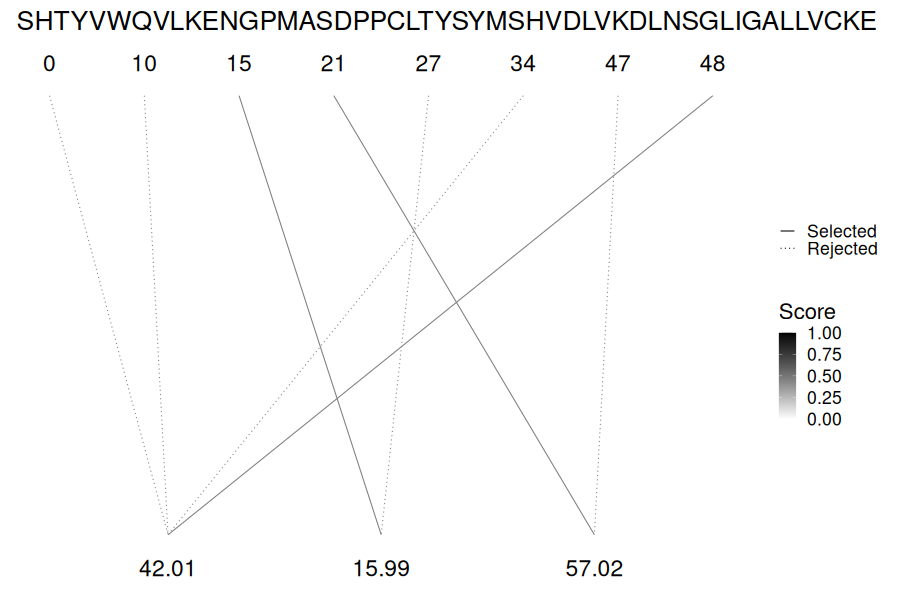 SHTYVWQVLKENGPMASDPPCLTYSYMSHVDLVKDLNSGLIGALLVCKE
0 10 15 21 27 34 47 48
Selected
Rejected
Score
1.00
0.75
0.50
0.25
0.00
42.01 15.99 57.02